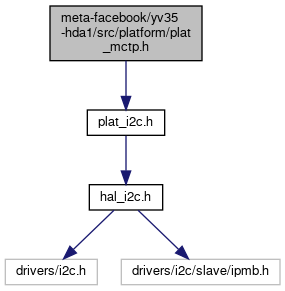 meta-facebook/yv35
-hda1/src/platform/plat
_mctp.h
plat_i2c.h
hal_i2c.h
drivers/i2c.h
drivers/i2c/slave/ipmb.h